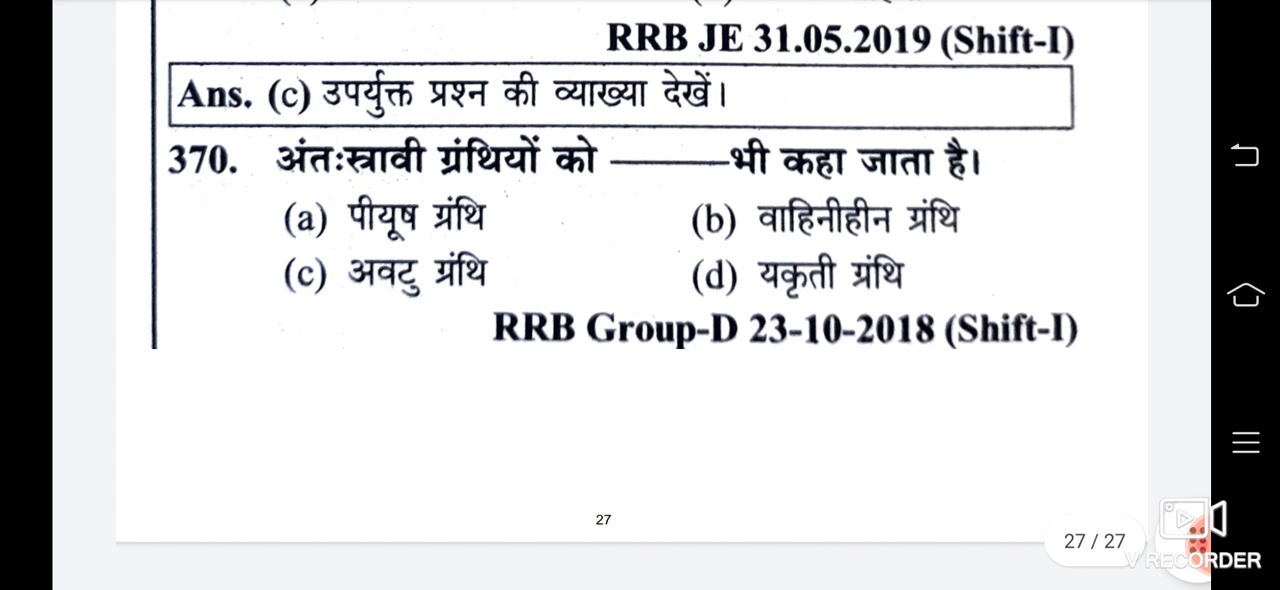 RRB JE 31.05.2019 (Shift-I)
Ans. (c) उपर्युक्त प्रश्न की व्याख्या देखें।
370. अंतःस्त्रावी ग्रंथियों को ———भी कहा जाता है।
(a) पीयूष ग्रंथि (b) वाहिनीहीन ग्रंथि
(c) अवटु ग्रंथि (d) यकृती ग्रंथि
RRB Group-D 23-10-2018 (Shift-I)
27
27 / 27
V RECORDER